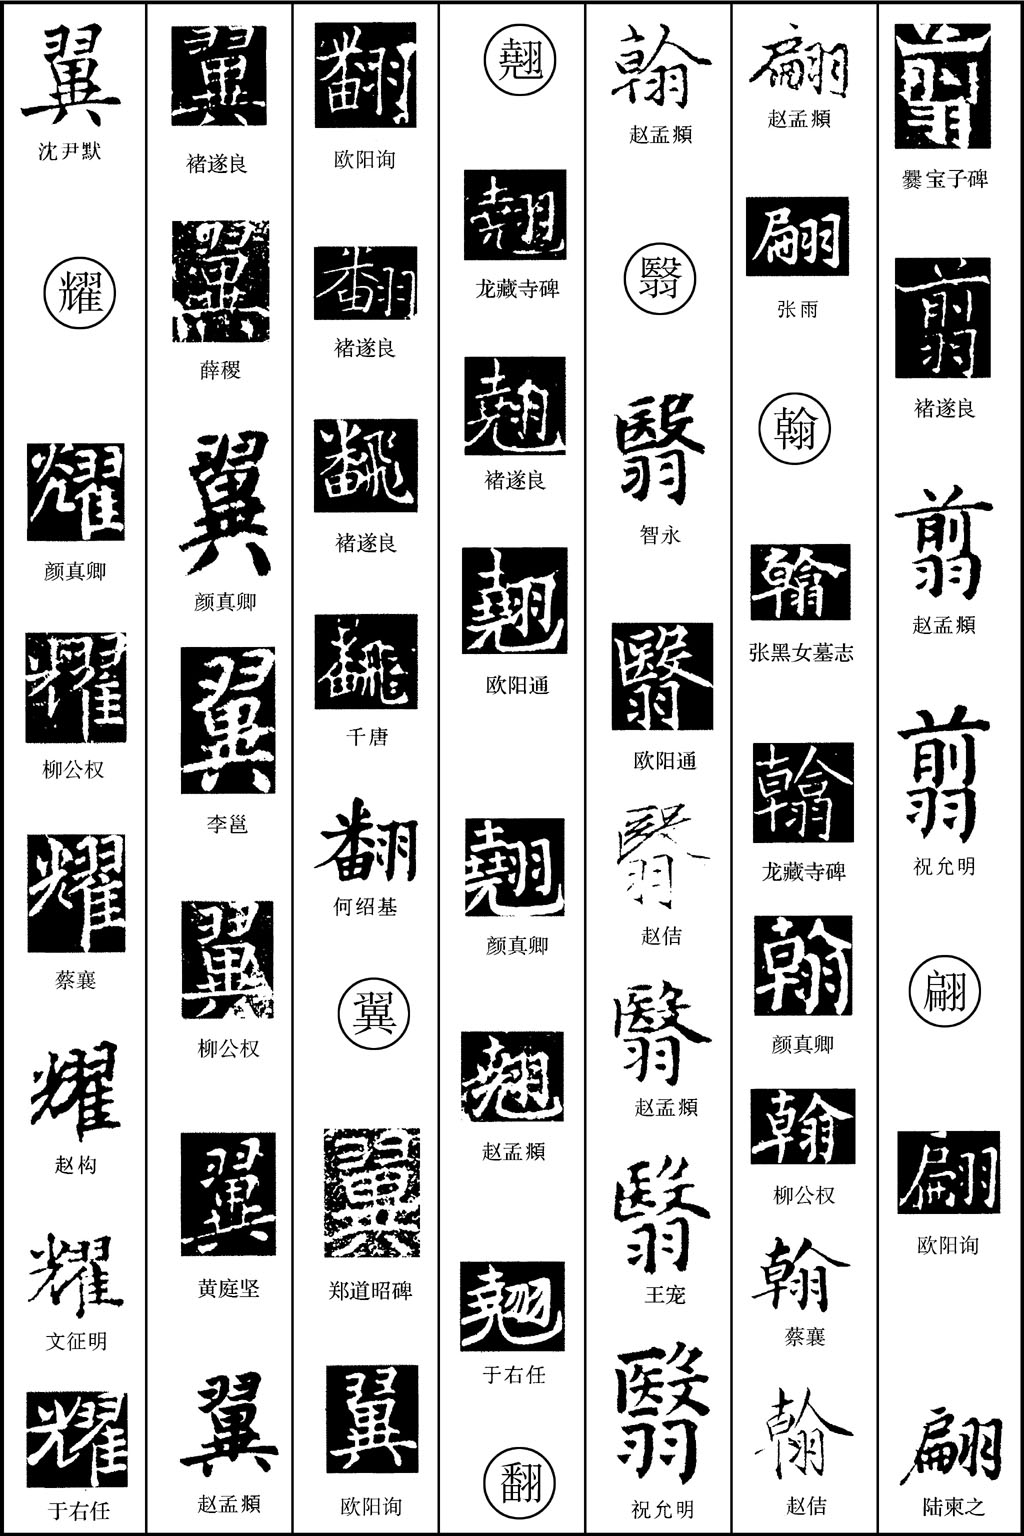 翦
爨宝子碑
翦
褚遂良
翦
赵孟頫
翦
祝允明
翩
翩
欧阳询
翩
陆柬之
翩
赵孟頫
翩
张雨
翰
翰
张黑女墓志
翰
龙藏寺碑
翰
颜真卿
翰
柳公权
翰
蔡襄
翰
赵佶
翰
赵孟頫
翳
翳
智永
翳
欧阳通
翳
赵佶
翳
赵孟頫
翳
王宠
翳
祝允明
翹
翹
龙藏寺碑
翹
褚遂良
翹
欧阳通
翹
颜真卿
翹
赵孟頫
翹
于右任
翻
翻
欧阳询
翻
褚遂良
飜
褚遂良
飜
千唐
翻
何绍基
翼
翼
郑道昭碑
翼
欧阳询
翼
褚遂良
翼
薛稷
翼
颜真卿
翼
李邕
翼
柳公权
翼
黄庭坚
翼
赵孟頫
翼
沈尹默
耀
耀
颜真卿
耀
柳公权
耀
蔡襄
耀
赵构
耀
文征明
耀
于右任